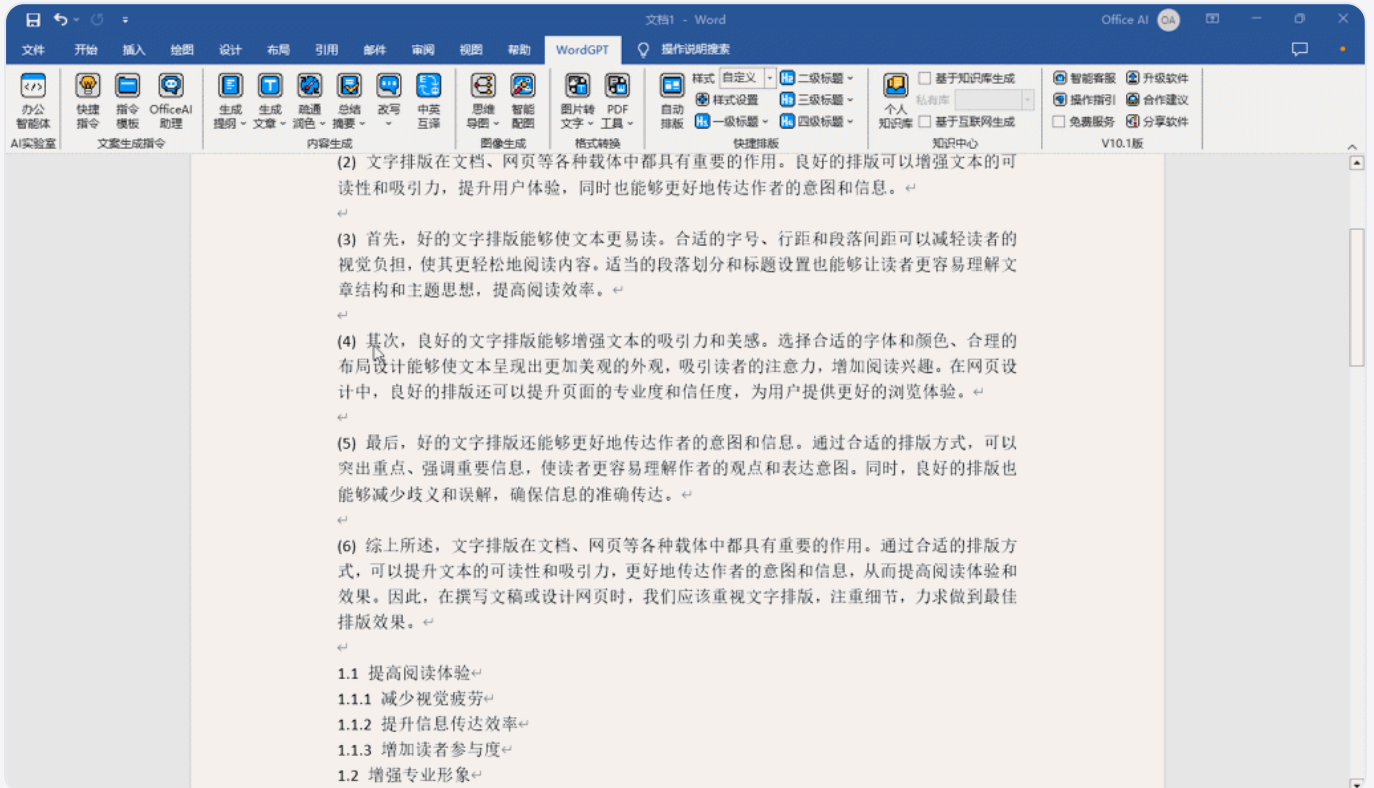 文档1 - Word
Office AI OA
文件 开始 插入 绘图 设计 布局 引用 邮件 审阅 视图 帮助 WordGPT 操作说明搜索
办公智能体
AI实验室
快捷指令 指令模板 OfficeAI助理
文案生成指令
生成提纲 生成文章 疏通润色 总结摘要 改写 中英互译
内容生成
思维导图 智能配图
图像生成
图片转文字 PDF工具
格式转换
自动排版
样式 自定义 H2 二级标题
样式设置 H3 三级标题
H1 一级标题 H4 四级标题
快捷排版
个人知识库
基于知识库生成
私有库
基于互联网生成
知识中心
智能客服 升级软件
操作指引 合作建议
免费服务 分享软件
V10.1版
(2) 文字排版在文档、网页等各种载体中都具有重要的作用。良好的排版可以增强文本的可
读性和吸引力，提升用户体验，同时也能够更好地传达作者的意图和信息。↵
↵
(3) 首先，好的文字排版能够使文本更易读。合适的字号、行距和段落间距可以减轻读者的
视觉负担，使其更轻松地阅读内容。适当的段落划分和标题设置也能够让读者更容易理解文
章结构和主题思想，提高阅读效率。↵
↵
(4) 其次，良好的文字排版能够增强文本的吸引力和美感。选择合适的字体和颜色、合理的
布局设计能够使文本呈现出更加美观的外观，吸引读者的注意力，增加阅读兴趣。在网页设
计中，良好的排版还可以提升页面的专业度和信任度，为用户提供更好的浏览体验。↵
↵
(5) 最后，好的文字排版还能够更好地传达作者的意图和信息。通过合适的排版方式，可以
突出重点、强调重要信息，使读者更容易理解作者的观点和表达意图。同时，良好的排版也
能够减少歧义和误解，确保信息的准确传达。↵
↵
(6) 综上所述，文字排版在文档、网页等各种载体中都具有重要的作用。通过合适的排版方
式，可以提升文本的可读性和吸引力，更好地传达作者的意图和信息，从而提高阅读体验和
效果。因此，在撰写文稿或设计网页时，我们应该重视文字排版，注重细节，力求做到最佳
排版效果。↵
↵
1.1 提高阅读体验↵
1.1.1 减少视觉疲劳↵
1.1.2 提升信息传达效率↵
1.1.3 增加读者参与度↵
1.2 增强专业形象↵